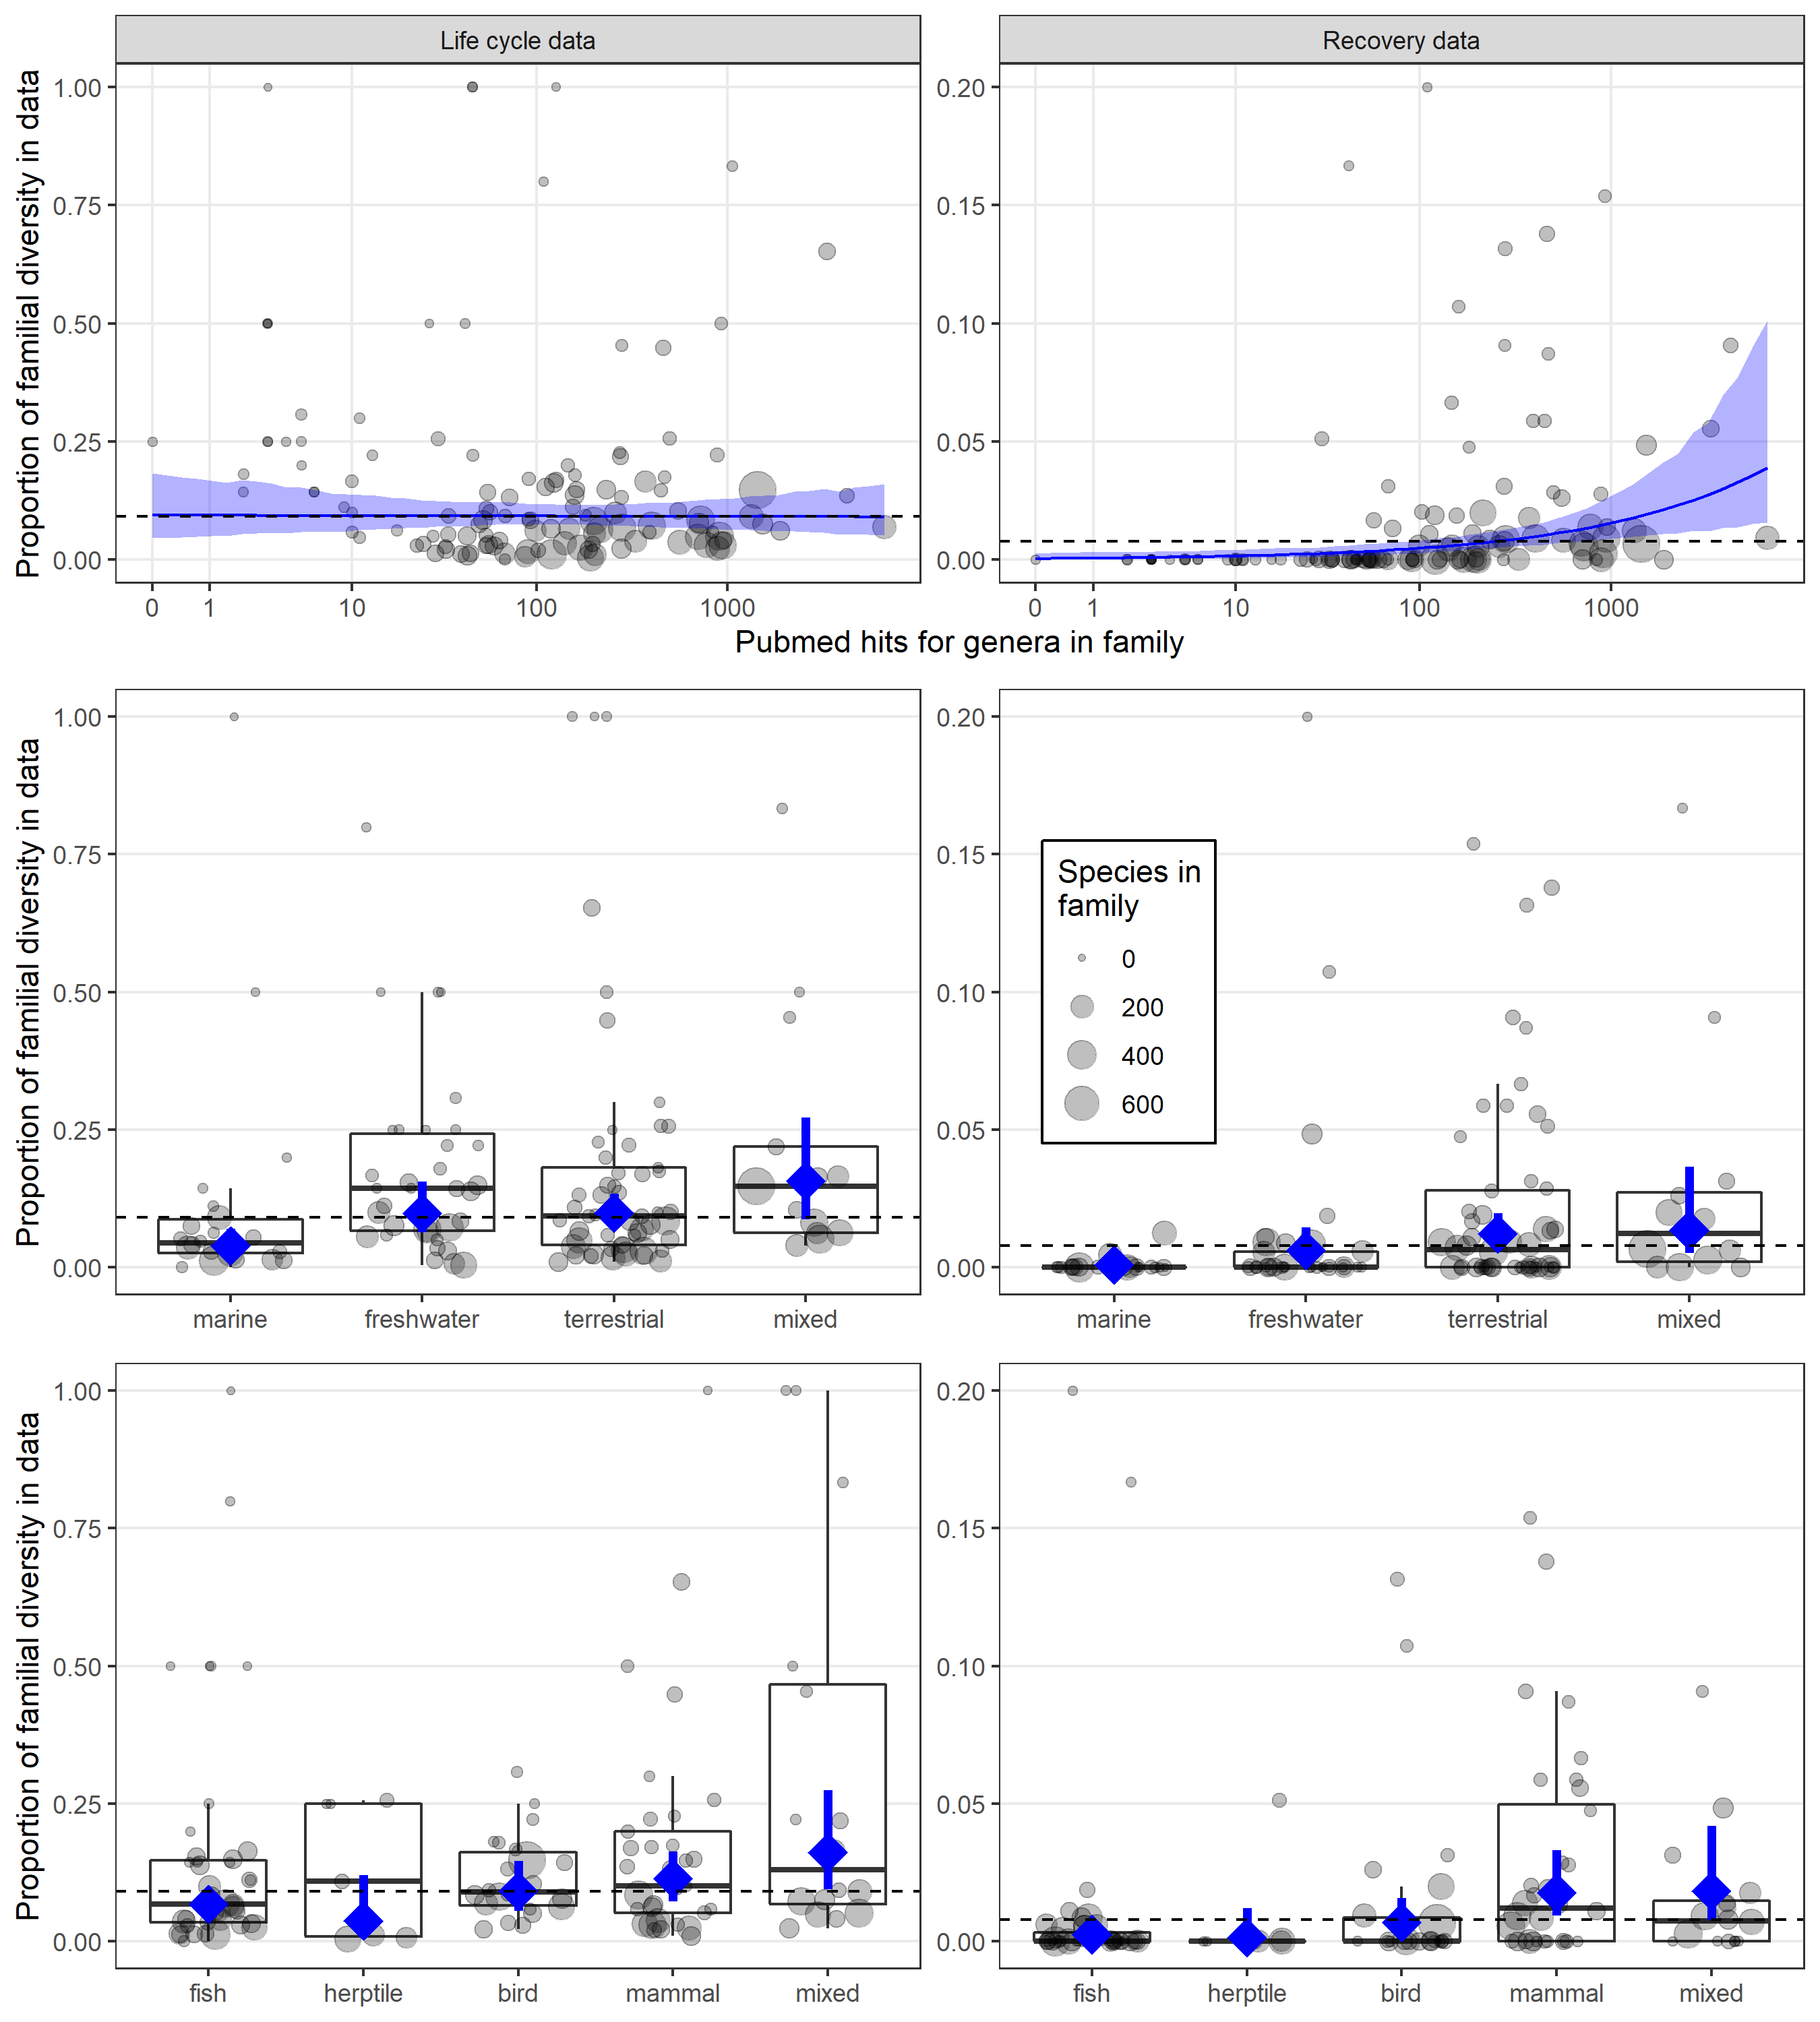 Life cycle data
Recovery data
Proportion of familial diversity in data
1.00
0.75
0.50
0.25
0.00
0.20
0.15
0.10
0.05
0.00
0 1 10 100 1000
0 1 10 100 1000
Pubmed hits for genera in family
Proportion of familial diversity in data
1.00
0.75
0.50
0.25
0.00
marine freshwater terrestrial mixed
0.20
0.15
0.10
0.05
0.00
Species in
family
0
200
400
600
marine freshwater terrestrial mixed
Proportion of familial diversity in data
1.00
0.75
0.50
0.25
0.00
fish herptile bird mammal mixed
0.20
0.15
0.10
0.05
0.00
fish herptile bird mammal mixed